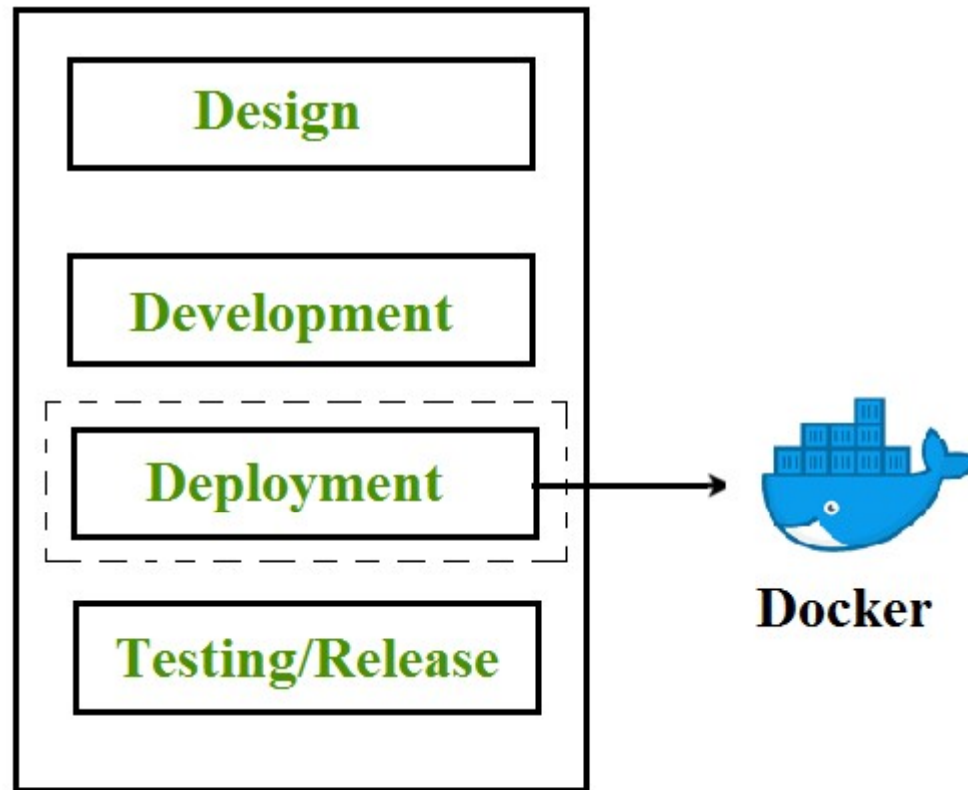 Design
Development
Deployment
Docker
Testing/Release